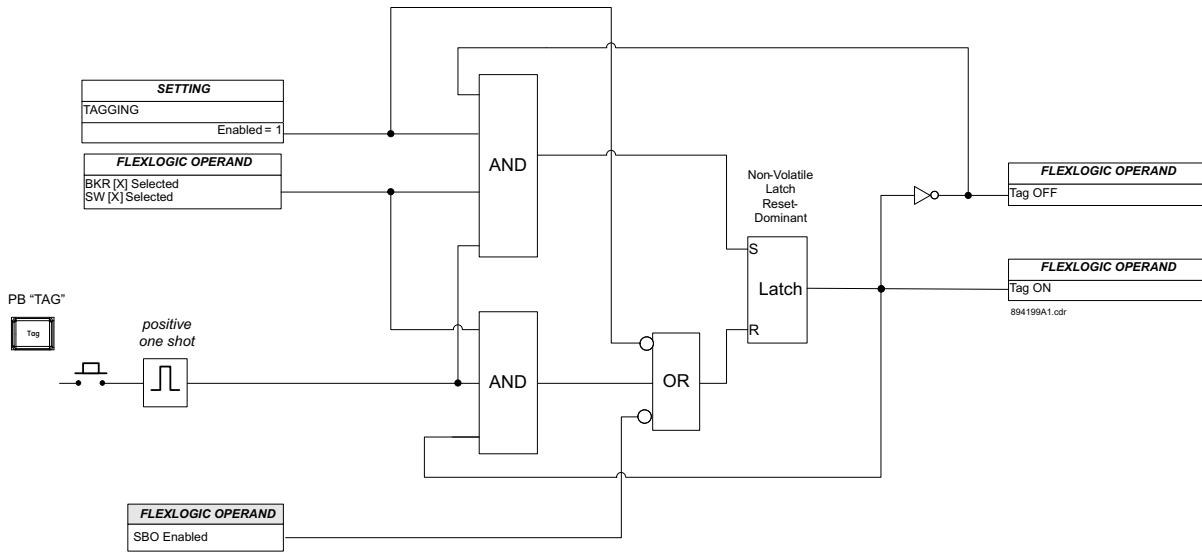 SETTING
TAGGING
Enabled = 1
FLEXLOGIC OPERAND
BKR [X] Selected
SW [X] Selected
PB “TAG”
Tag
positive
one shot
FLEXLOGIC OPERAND
SBO Enabled
AND
AND
OR
Non-Volatile
Latch
Reset-
Dominant
S
Latch
R
FLEXLOGIC OPERAND
Tag OFF
FLEXLOGIC OPERAND
Tag ON
894199A1.cdr